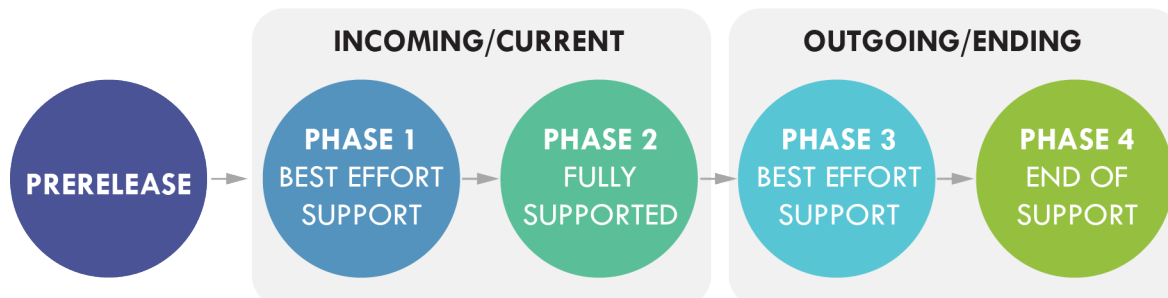 INCOMING/CURRENT
OUTGOING/ENDING
PRERELEASE
PHASE 1
BEST EFFORT
SUPPORT
PHASE 2
FULLY
SUPPORTED
PHASE 3
BEST EFFORT
SUPPORT
PHASE 4
END OF
SUPPORT